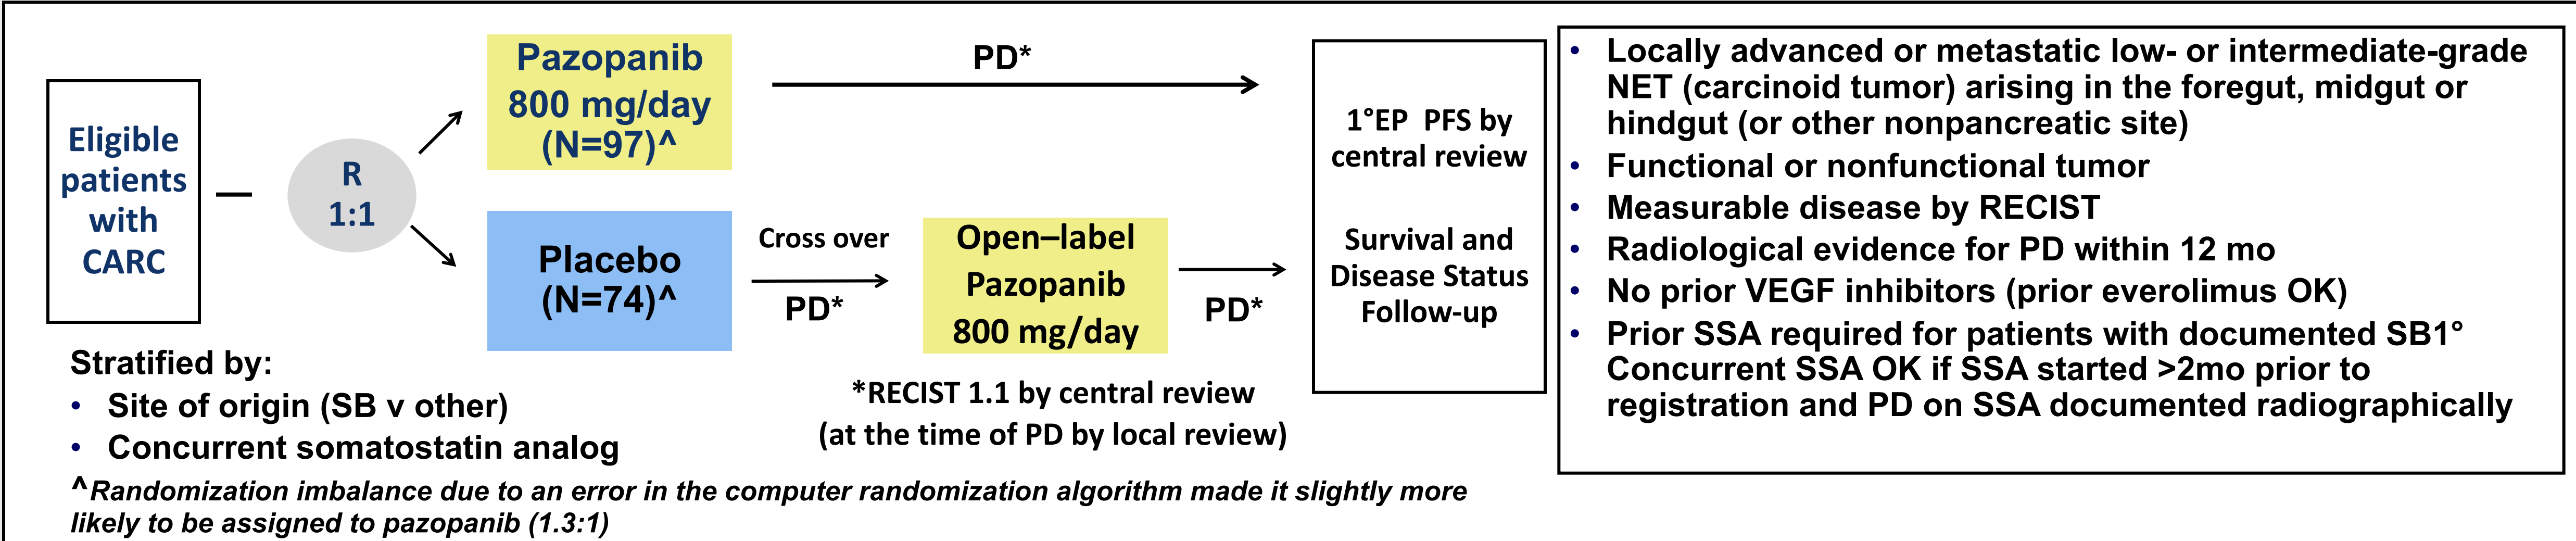 Eligible
patients
with
CARC
R
1:1
Pazopanib
800 mg/day
(N=97)^
PD*
Placebo
(N=74)^
Cross over
PD*
Open–label
Pazopanib
800 mg/day
PD*
1°EP PFS by
central review
Survival and
Disease Status
Follow-up
Stratified by:
• Site of origin (SB v other)
• Concurrent somatostatin analog
*RECIST 1.1 by central review
(at the time of PD by local review)
^Randomization imbalance due to an error in the computer randomization algorithm made it slightly more
likely to be assigned to pazopanib (1.3:1)
• Locally advanced or metastatic low- or intermediate-grade
NET (carcinoid tumor) arising in the foregut, midgut or
hindgut (or other nonpancreatic site)
• Functional or nonfunctional tumor
• Measurable disease by RECIST
• Radiological evidence for PD within 12 mo
• No prior VEGF inhibitors (prior everolimus OK)
• Prior SSA required for patients with documented SB1°
Concurrent SSA OK if SSA started >2mo prior to
registration and PD on SSA documented radiographically